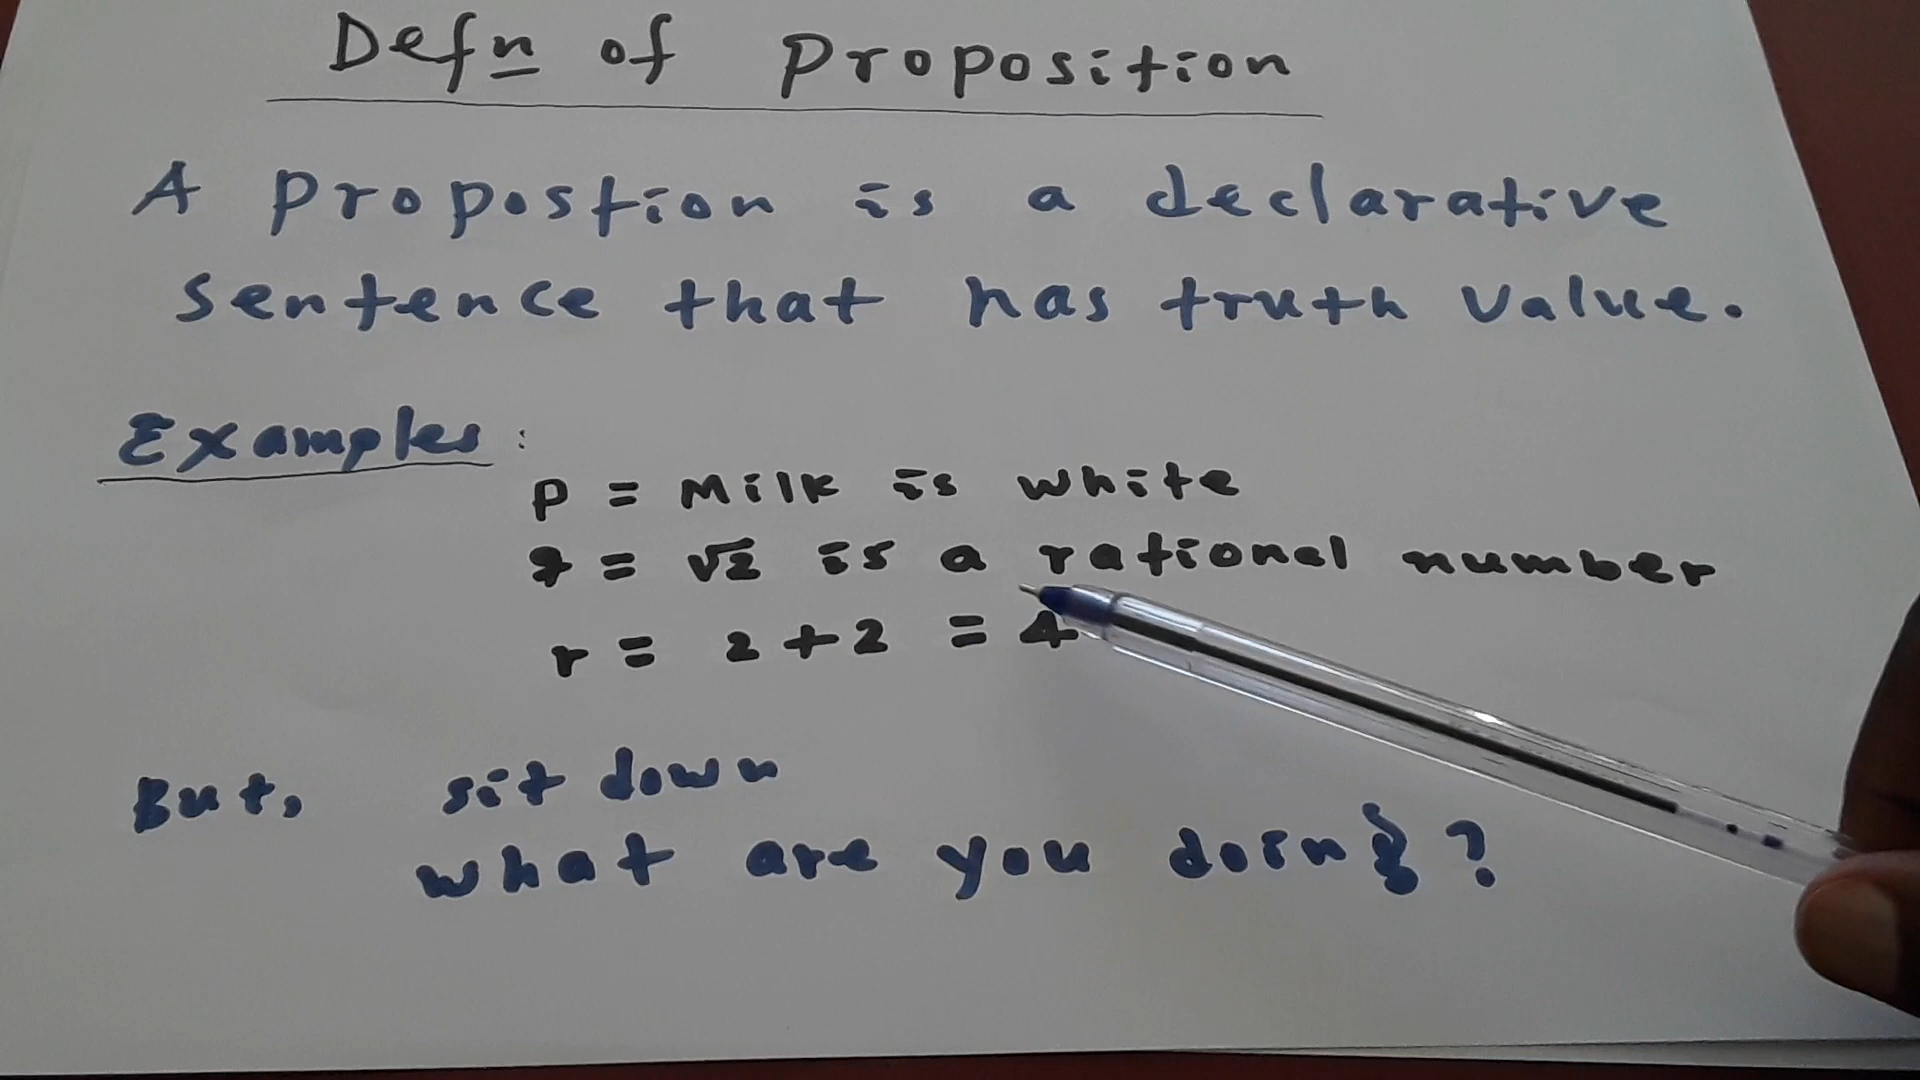 Defn of Proposition
A Propostion is a declarative
sentence that has truth value.
Examples:
P = Milk is white
q = √2 is a rational number
r = 2+2 = 4
But, sit down
what are you doing?